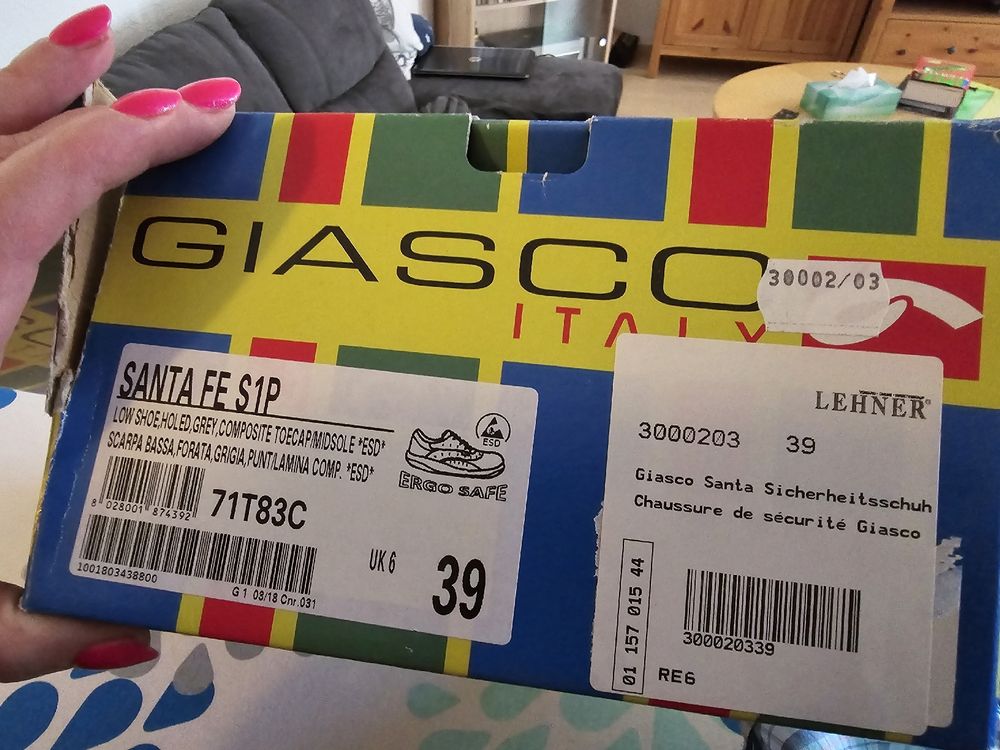 GIASCO
ITALY
30002/03
SANTA FE S1P
LOW SHOE,HOLED,GREY,COMPOSITE TOECAP/MIDSOLE *ESD*
SCARPA BASSA,FORATA,GRIGIA,PUNT/LAMINA COMP. *ESD*
ESD
ERGO SAFE
8 028001 874392
71T83C
1001803438800
G 1 03/18 Cnr.031
UK 6
39
LEHNER®
3000203 39
Giasco Santa Sicherheitsschuh
Chaussure de sécurité Giasco
01 157 015 44
300020339
RE6